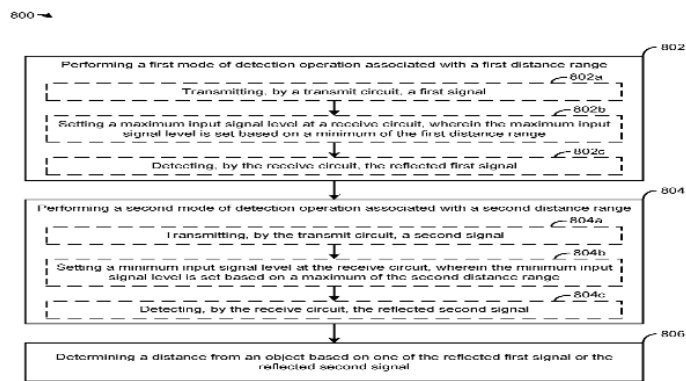 800
802
Performing a first mode of detection operation associated with a first distance range
802a
Transmitting, by a transmit circuit, a first signal
802b
Setting a maximum input signal level at a receive circuit, wherein the maximum input
signal level is set based on a minimum of the first distance range
802c
Detecting, by the receive circuit, the reflected first signal
804
Performing a second mode of detection operation associated with a second distance range
804a
Transmitting, by the transmit circuit, a second signal
804b
Setting a minimum input signal level at the receive circuit, wherein the minimum input
signal level is set based on a maximum of the second distance range
804c
Detecting, by the receive circuit, the reflected second signal
806
Determining a distance from an object based on one of the reflected first signal or the
reflected second signal